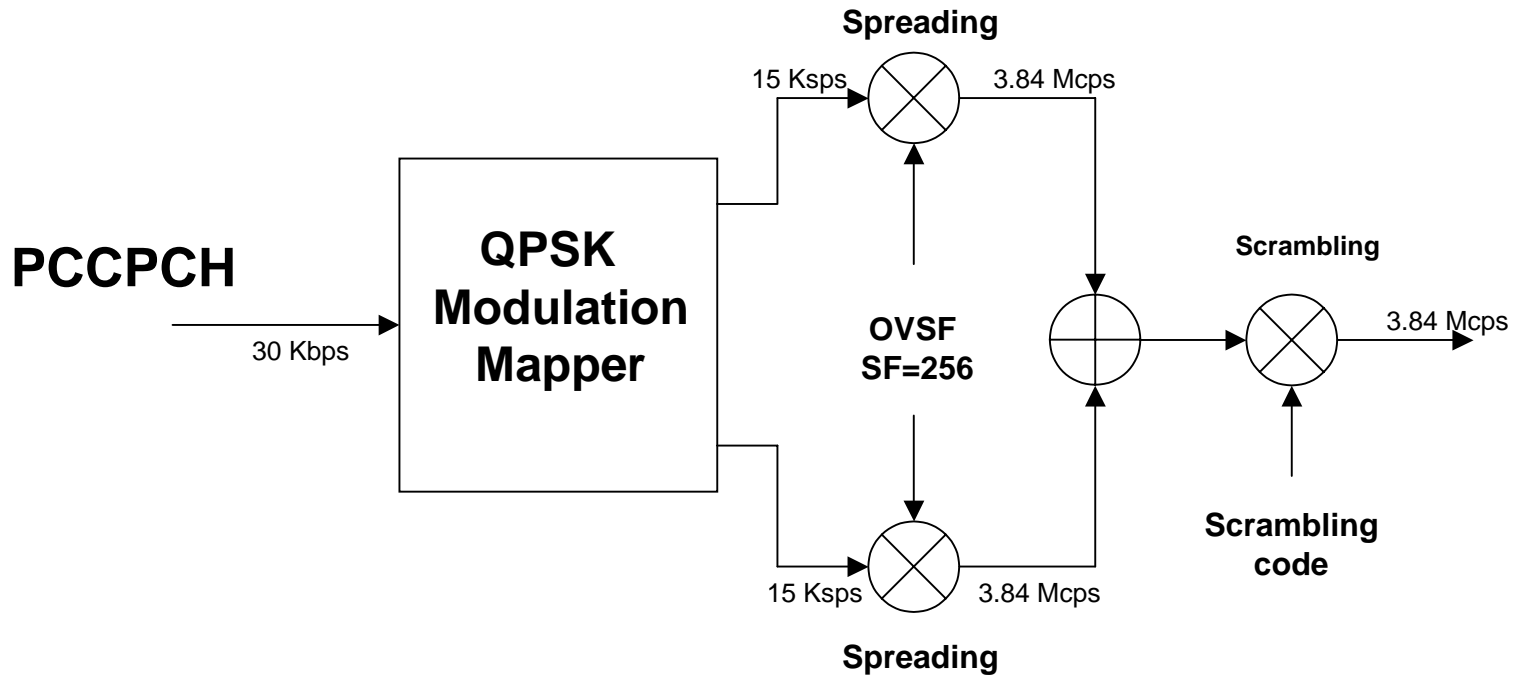 Spreading
15 Ksps
3.84 Mcps
PCCPCH
30 Kbps
QPSK
Modulation
Mapper
OVSF
SF=256
Scrambling
3.84 Mcps
Scrambling
code
15 Ksps
3.84 Mcps
Spreading